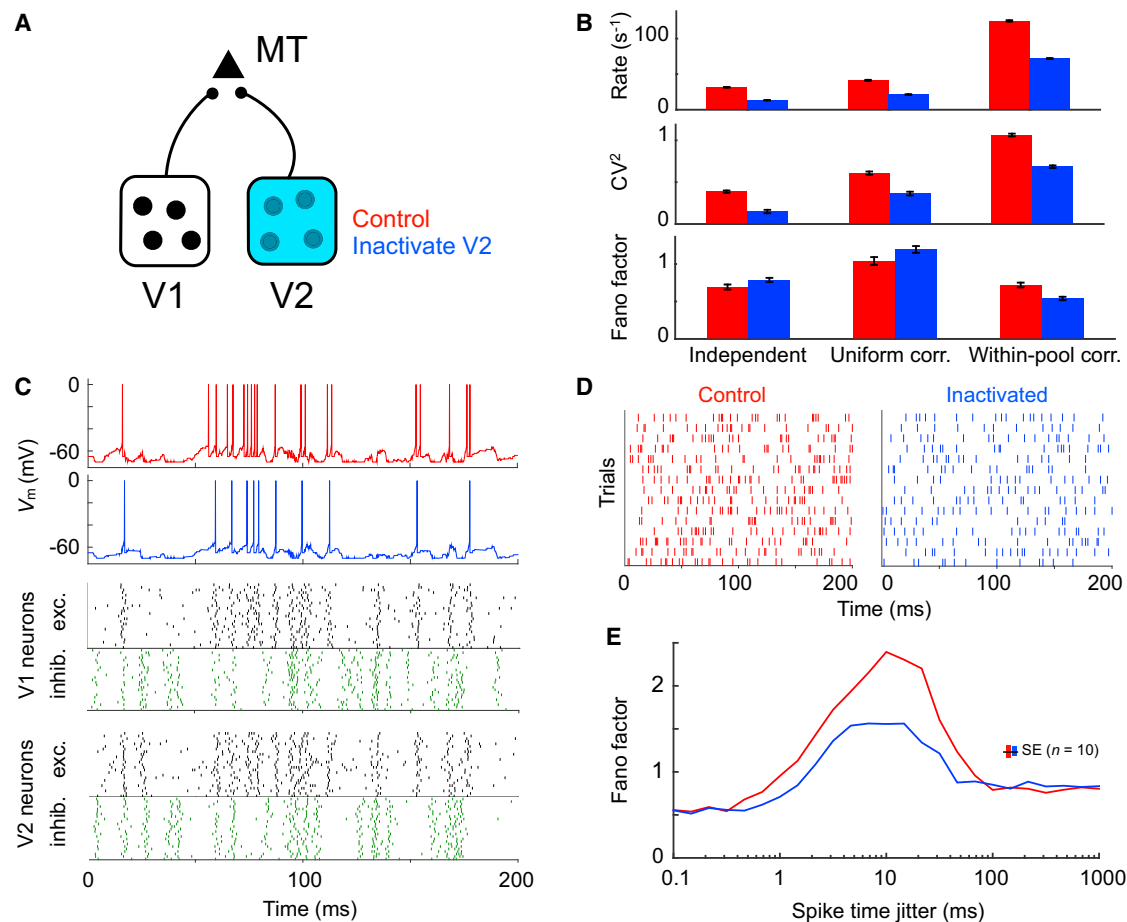 A
MT
V1
V2
Control
Inactivate V2
B
Rate (s⁻¹)
100
0
CV²
1
0
Fano factor
1
0
Independent
Uniform corr.
Within-pool corr.
C
Vm (mV)
0
-60
0
-60
V1 neurons
exc.
inhib.
V2 neurons
exc.
inhib.
0
100
200
Time (ms)
D
Control
Inactivated
Trials
0
100
200
0
100
200
Time (ms)
E
Fano factor
2
1
0
SE (n = 10)
0.1
1
10
100
1000
Spike time jitter (ms)